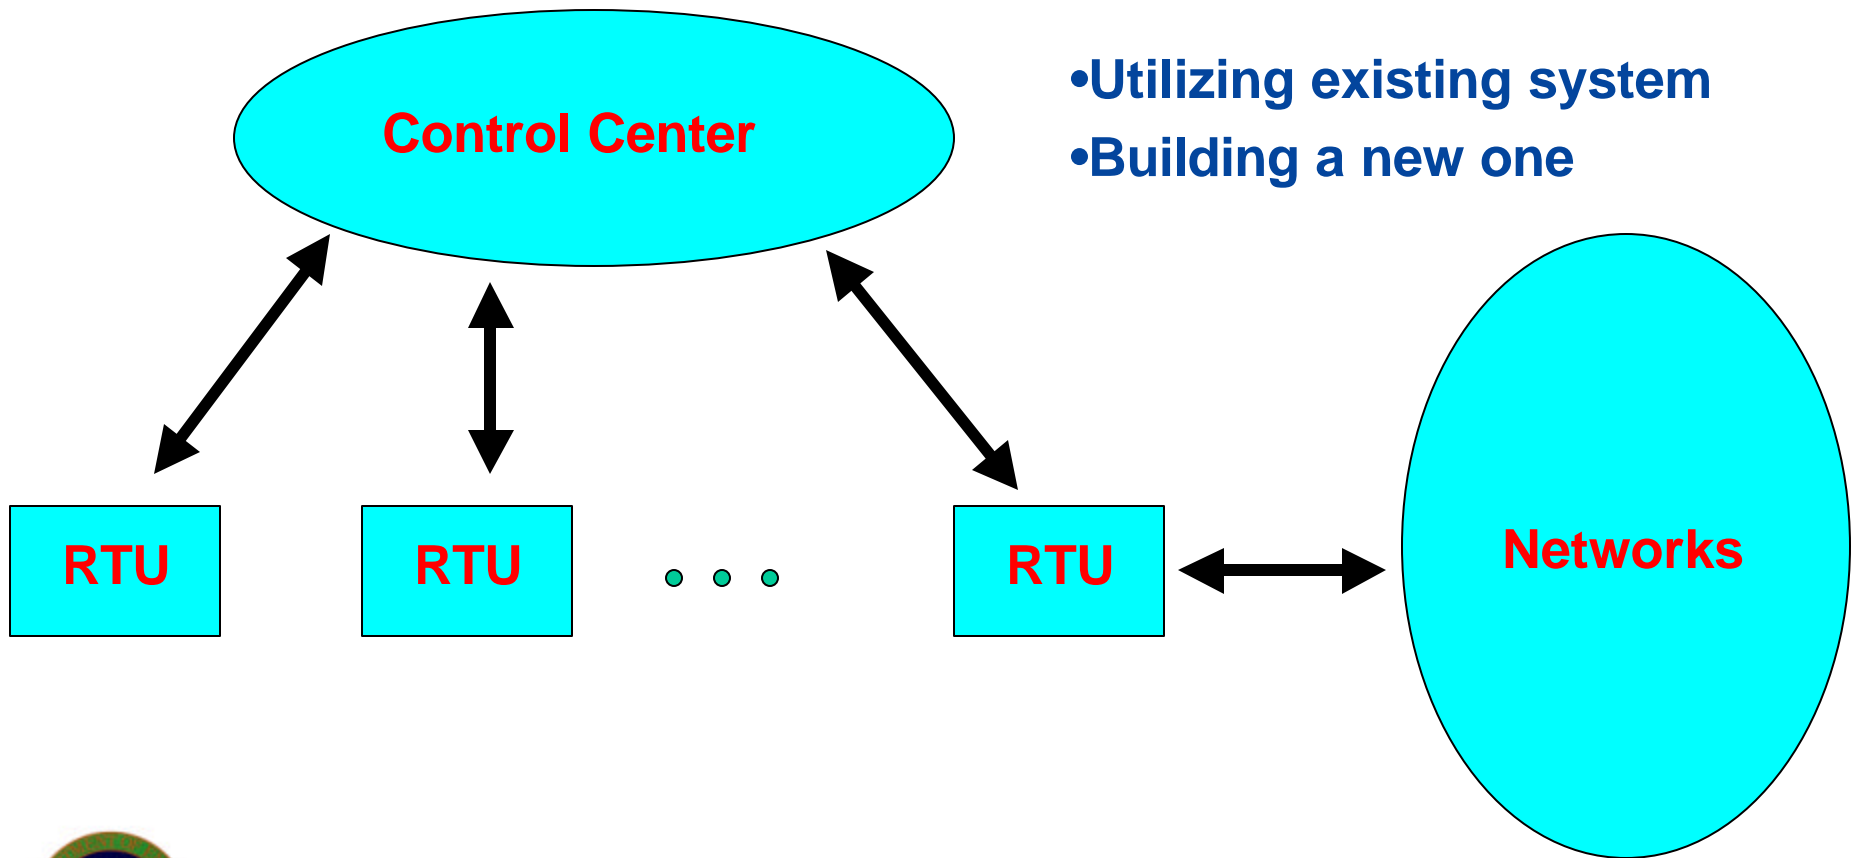 Control Center
•Utilizing existing system
•Building a new one
RTU
RTU
RTU
Networks